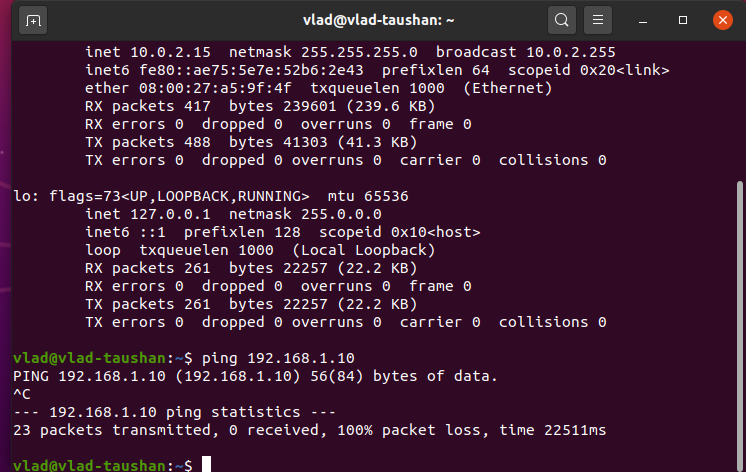 vlad@vlad-taushan: ~
inet 10.0.2.15  netmask 255.255.255.0  broadcast 10.0.2.255
inet6 fe80::ae75:5e7e:52b6:2e43  prefixlen 64  scopeid 0x20<link>
ether 08:00:27:a5:9f:4f  txqueuelen 1000  (Ethernet)
RX packets 417  bytes 239601 (239.6 KB)
RX errors 0  dropped 0  overruns 0  frame 0
TX packets 488  bytes 41303 (41.3 KB)
TX errors 0  dropped 0 overruns 0  carrier 0  collisions 0
lo: flags=73<UP,LOOPBACK,RUNNING>  mtu 65536
inet 127.0.0.1  netmask 255.0.0.0
inet6 ::1  prefixlen 128  scopeid 0x10<host>
loop  txqueuelen 1000  (Local Loopback)
RX packets 261  bytes 22257 (22.2 KB)
RX errors 0  dropped 0  overruns 0  frame 0
TX packets 261  bytes 22257 (22.2 KB)
TX errors 0  dropped 0 overruns 0  carrier 0  collisions 0
vlad@vlad-taushan:~$ ping 192.168.1.10
PING 192.168.1.10 (192.168.1.10) 56(84) bytes of data.
^C
--- 192.168.1.10 ping statistics ---
23 packets transmitted, 0 received, 100% packet loss, time 22511ms
vlad@vlad-taushan:~$